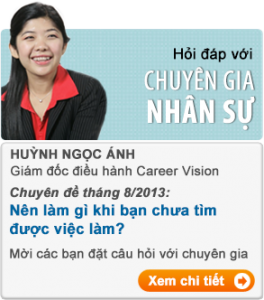 Hỏi đáp với
CHUYÊN GIA
NHÂN SỰ
HUỲNH NGỌC ÁNH
Giám đốc điều hành Career Vision
Chuyên đề tháng 8/2013:
Nên làm gì khi bạn chưa tìm
được việc làm?
Mời các bạn đặt câu hỏi với chuyên gia
Xem chi tiết